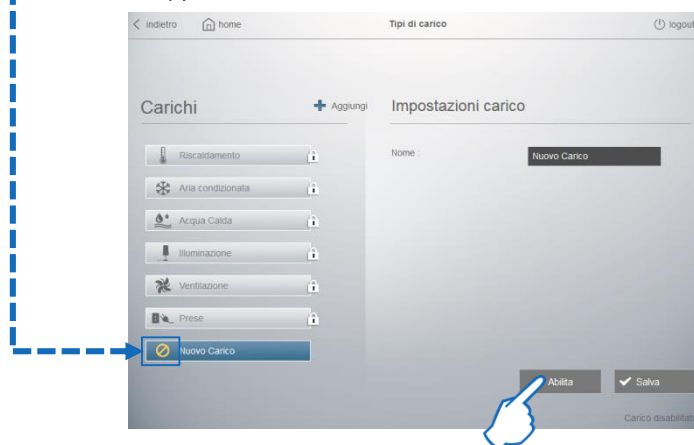 indietro home Tipi di carico logout
Carichi Aggiungi Impostazioni carico
Riscaldamento Nome : Nuovo Carico
Aria condizionata
Acqua Calda
Illuminazione
Ventilazione
Prese
Nuovo Carico
Abilita Salva
Carico